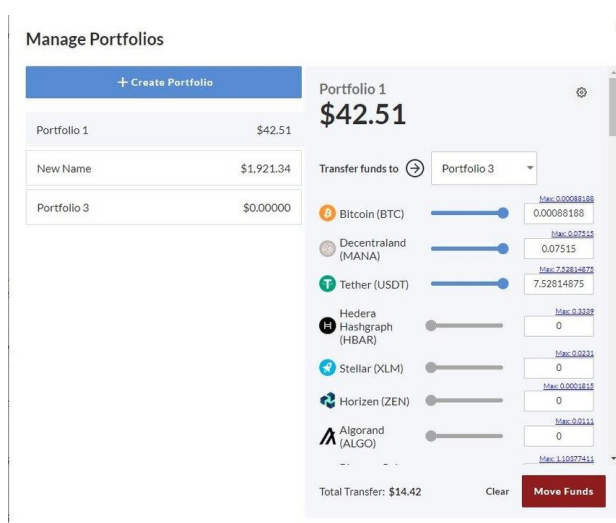 Manage Portfolios
+ Create Portfolio
Portfolio 1 $42.51
New Name $1,921.34
Portfolio 3 $0.00000
Portfolio 1
$42.51
Transfer funds to Portfolio 3
Max: 0.00088188
Bitcoin (BTC) 0.00088188
Max: 0.07515
Decentraland
(MANA) 0.07515
Max: 7.52814875
Tether (USDT) 7.52814875
Max: 0.3339
Hedera
Hashgraph 0
(HBAR)
Max: 0.0231
Stellar (XLM) 0
Max: 0.0001815
Horizen (ZEN) 0
Max: 0.0111
Algorand
(ALGO) 0
Max: 1.10377411
Total Transfer: $14.42 Clear Move Funds